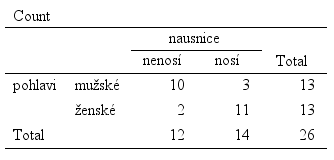 Count
nausnice
nenosí nosí Total
pohlavi mužské 10 3 13
ženské 2 11 13
Total 12 14 26